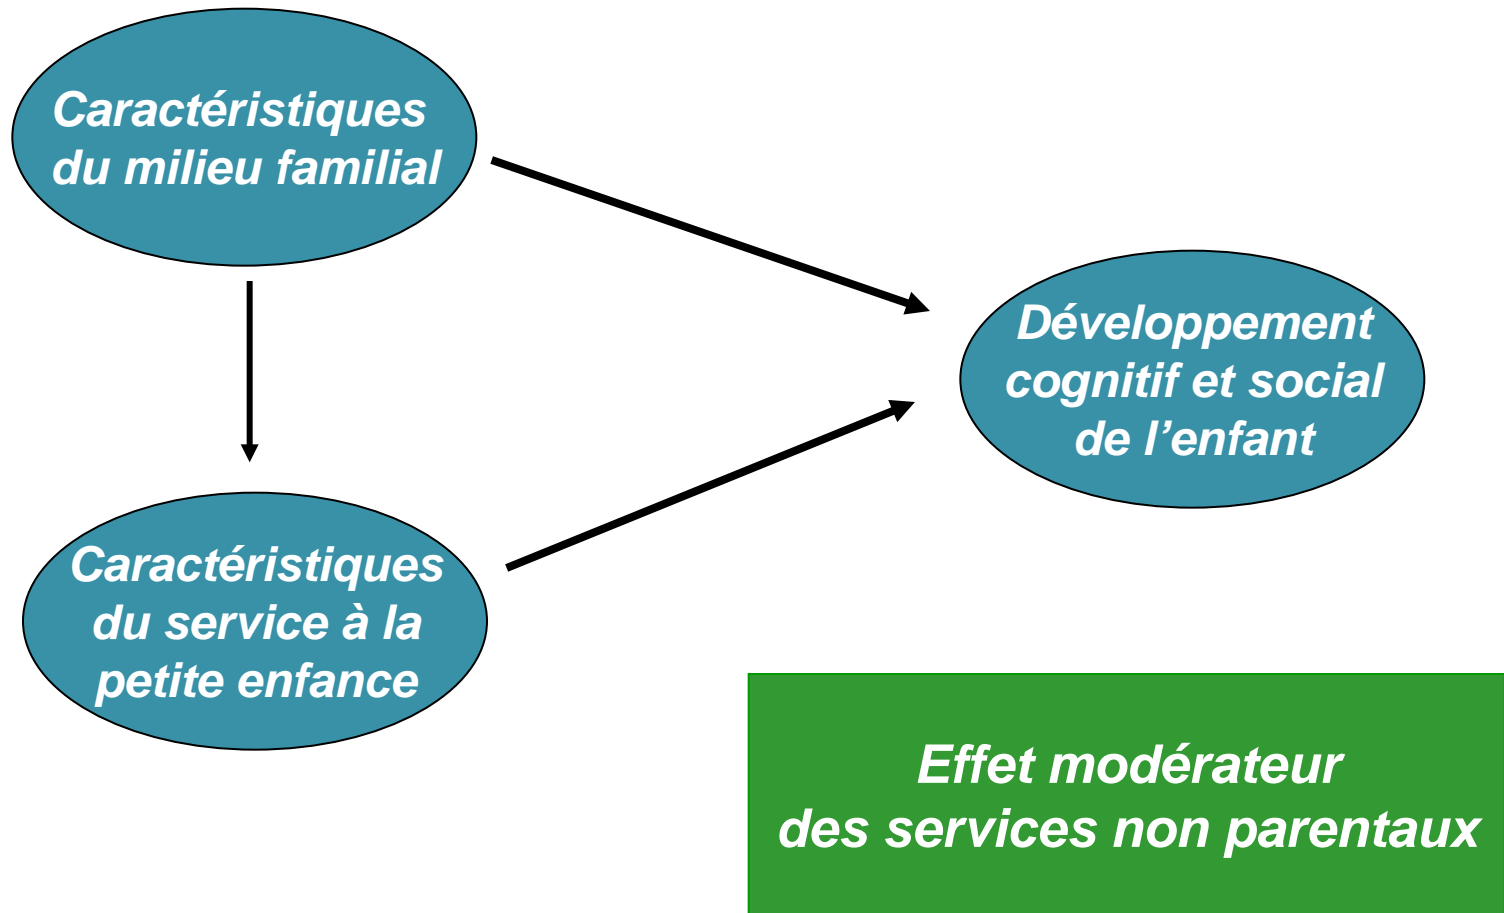 Caractéristiques
du milieu familial
Développement
cognitif et social
de l’enfant
Caractéristiques
du service à la
petite enfance
Effet modérateur
des services non parentaux